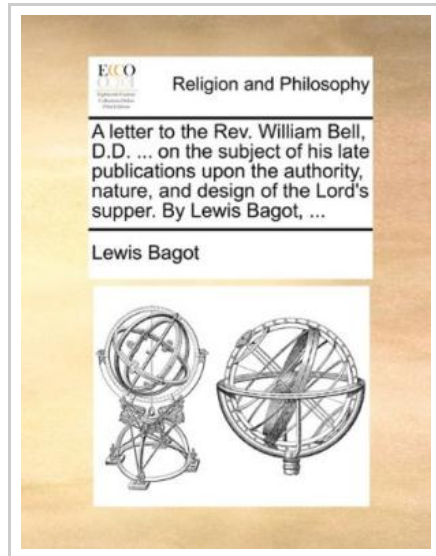 ECCO
Religion and Philosophy
A letter to the Rev. William Bell,
D.D. ... on the subject of his late
publications upon the authority,
nature, and design of the Lord's
supper. By Lewis Bagot, ...
Lewis Bagot